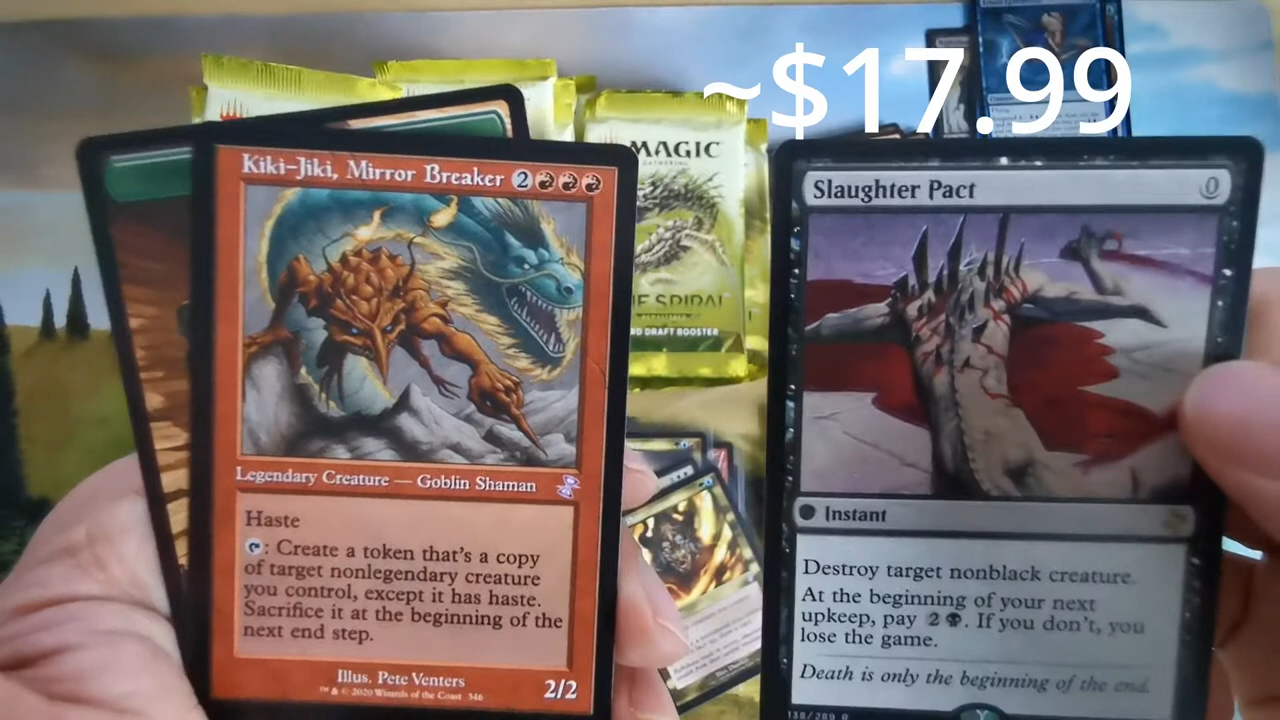 ~$17.99
Kiki-Jiki, Mirror Breaker 2
Legendary Creature — Goblin Shaman
Haste
: Create a token that's a copy
of target nonlegendary creature
you control, except it has haste.
Sacrifice it at the beginning of the
next end step.
Illus. Pete Venters
™ & © 2020 Wizards of the Coast 346
2/2
MAGIC
GATHERING
E SPIRAL
REMASTERED
RD DRAFT BOOSTER
Slaughter Pact 0
Instant
Destroy target nonblack creature.
At the beginning of your next
upkeep, pay 2. If you don't, you
lose the game.
Death is only the beginning of the end.
138/289 R